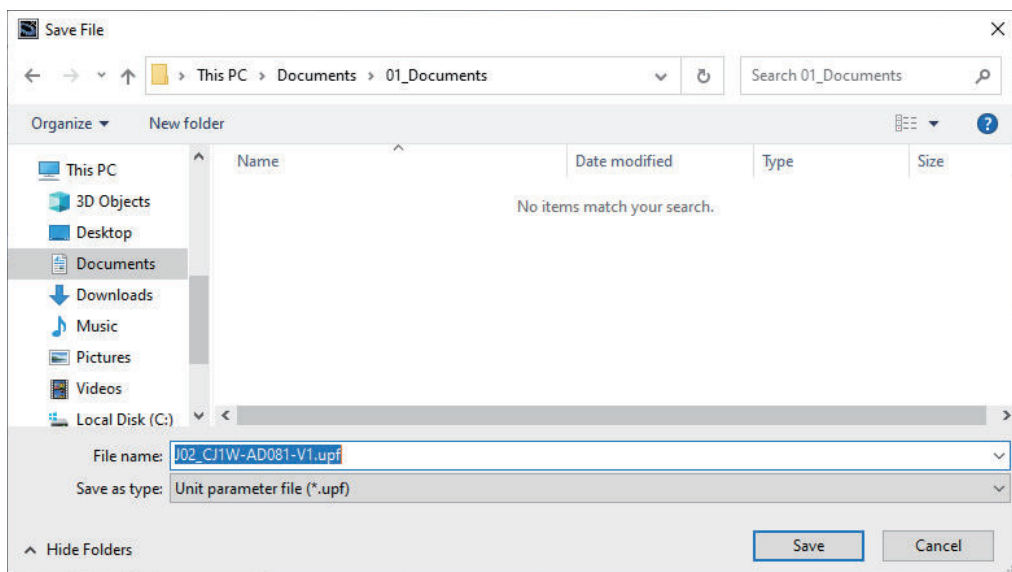 Save File
This PC > Documents > 01_Documents
Search 01_Documents
Organize
New folder
Name
Date modified
Type
Size
No items match your search.
This PC
3D Objects
Desktop
Documents
Downloads
Music
Pictures
Videos
Local Disk (C:)
File name: J02_CJ1W-AD081-V1.upf
Save as type: Unit parameter file (*.upf)
Hide Folders
Save
Cancel